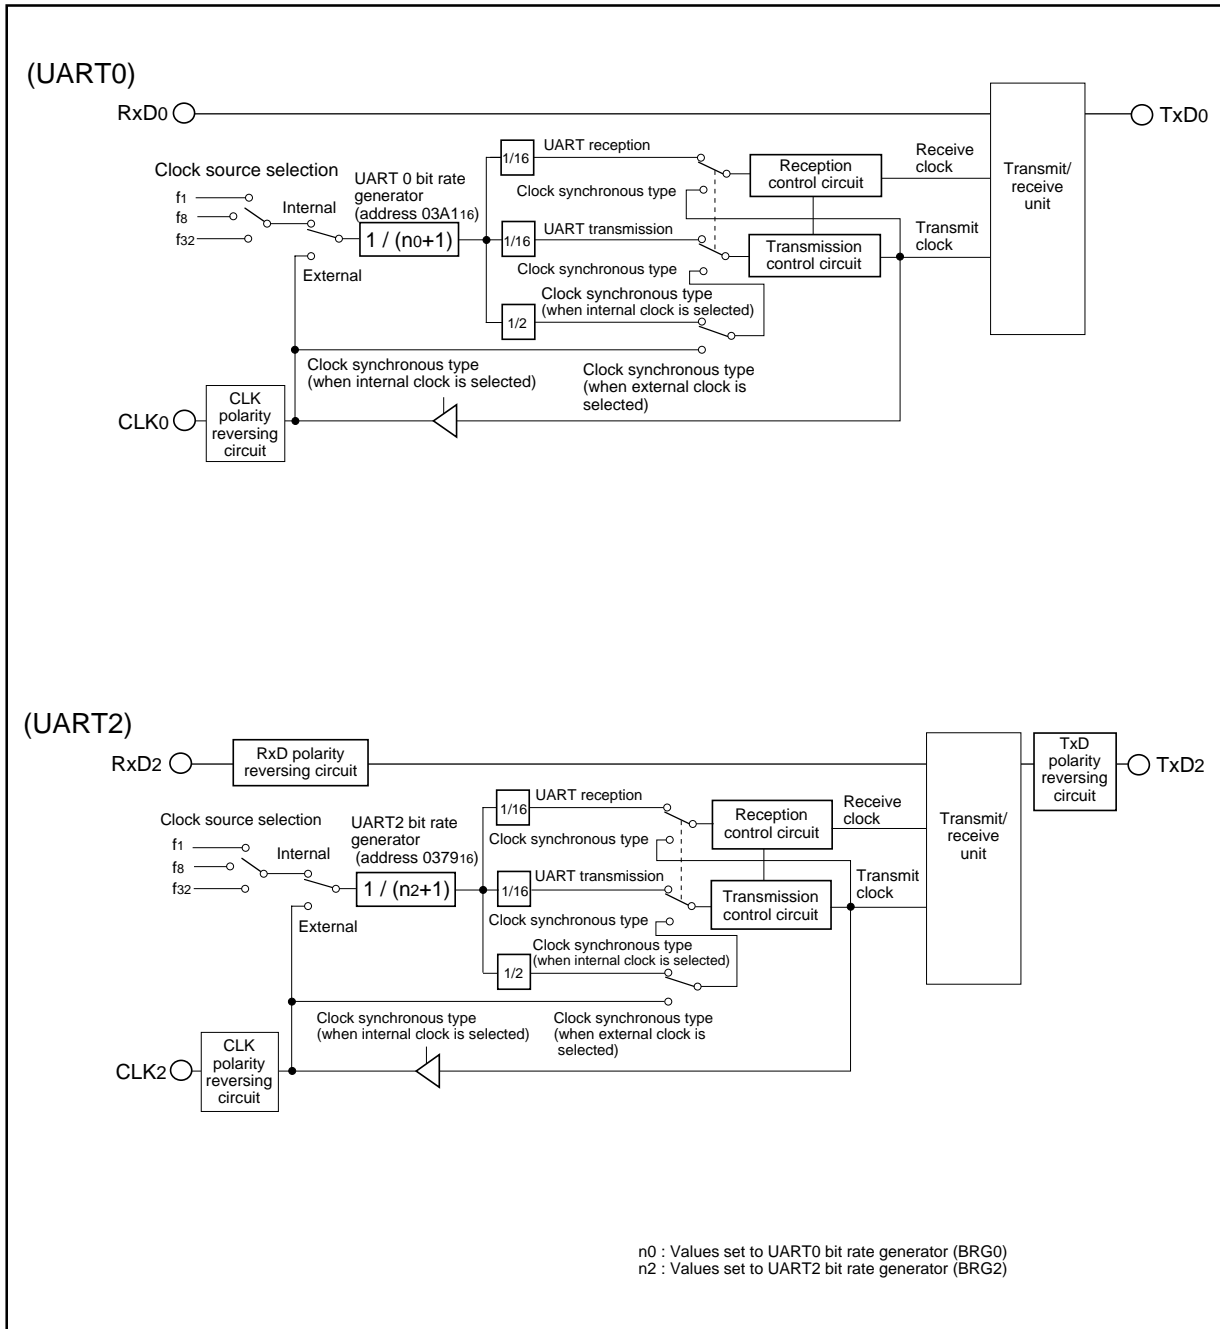 (UART0)
RxD0
TxD0
Clock source selection
f1
f8
f32
Internal
External
UART 0 bit rate
generator
(address 03A116)
1 / (n0+1)
1/16
UART reception
Clock synchronous type
1/16
UART transmission
Clock synchronous type
1/2
Clock synchronous type
(when internal clock is selected)
Reception
control circuit
Transmission
control circuit
Receive
clock
Transmit
clock
Transmit/
receive
unit
Clock synchronous type
(when internal clock is selected)
Clock synchronous type
(when external clock is
selected)
CLK0
CLK
polarity
reversing
circuit
(UART2)
RxD2
RxD polarity
reversing circuit
TxD
polarity
reversing
circuit
TxD2
Clock source selection
f1
f8
f32
Internal
External
UART2 bit rate
generator
(address 037916)
1 / (n2+1)
1/16
UART reception
Clock synchronous type
1/16
UART transmission
Clock synchronous type
1/2
Clock synchronous type
(when internal clock is selected)
Reception
control circuit
Transmission
control circuit
Receive
clock
Transmit
clock
Transmit/
receive
unit
Clock synchronous type
(when internal clock is selected)
Clock synchronous type
(when external clock is
selected)
CLK2
CLK
polarity
reversing
circuit
n0 : Values set to UART0 bit rate generator (BRG0)
n2 : Values set to UART2 bit rate generator (BRG2)